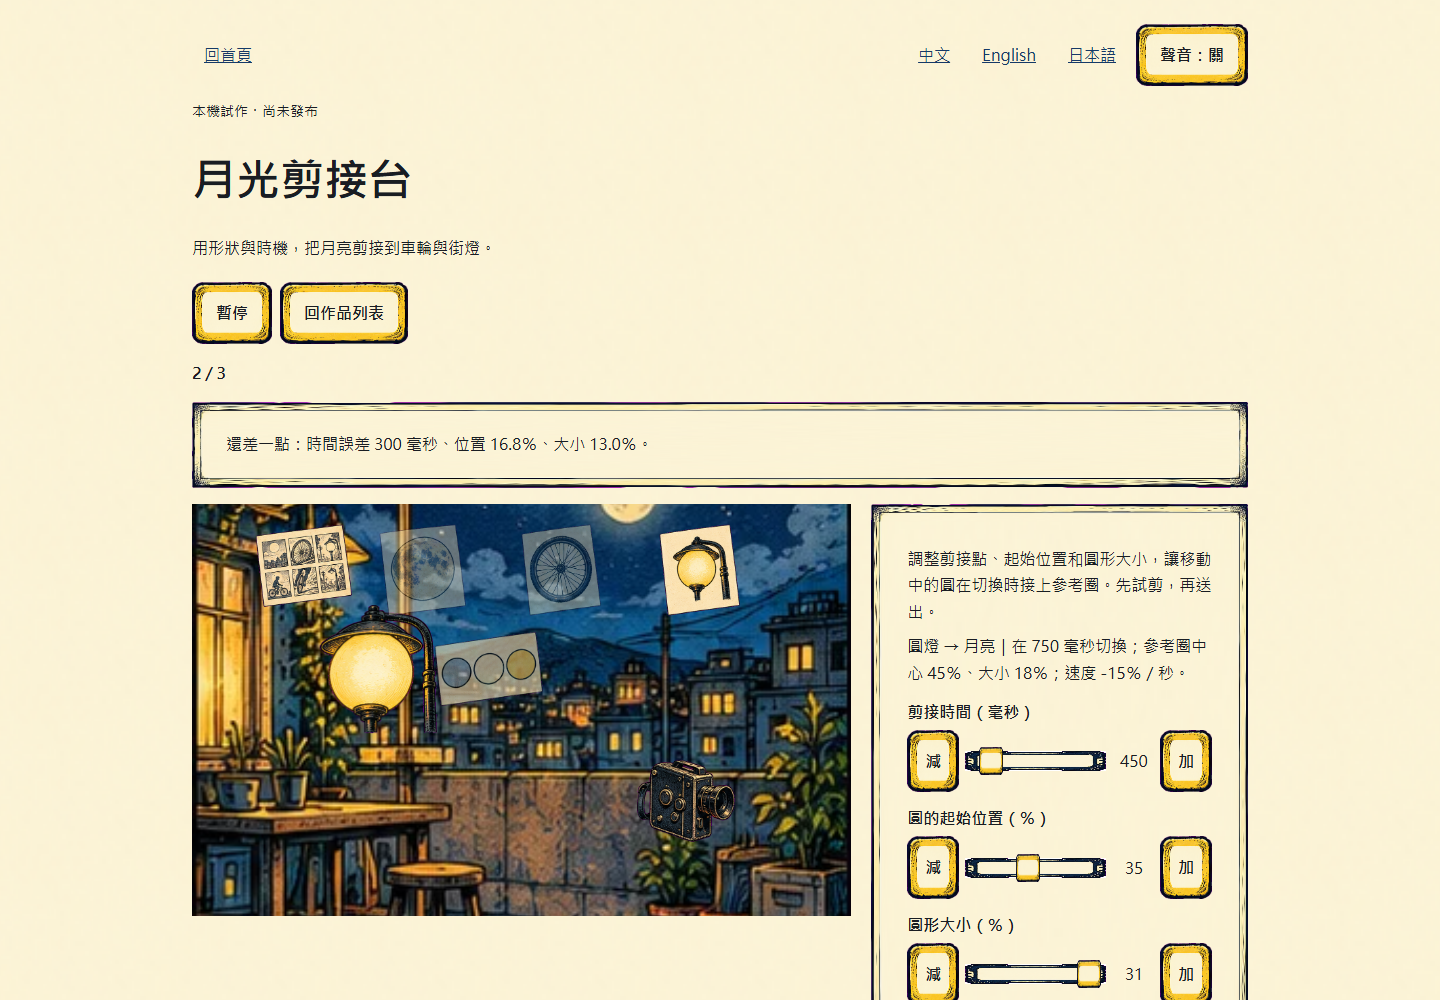 回首頁
中文 English 日本語 聲音：關
本機試作・尚未發布
月光剪接台
用形狀與時機，把月亮剪接到車輪與街燈。
暫停 回作品列表
2 / 3
還差一點：時間誤差 300 毫秒、位置 16.8%、大小 13.0%。
調整剪接點、起始位置和圓形大小，讓移動
中的圓在切換時接上參考圈。先試剪，再送
出。
圓燈 → 月亮 | 在 750 毫秒切換；參考圈中
心 45%、大小 18%；速度 -15% / 秒。
剪接時間（毫秒）
減 450 加
圓的起始位置（%）
減 35 加
圓形大小（%）
減 31 加